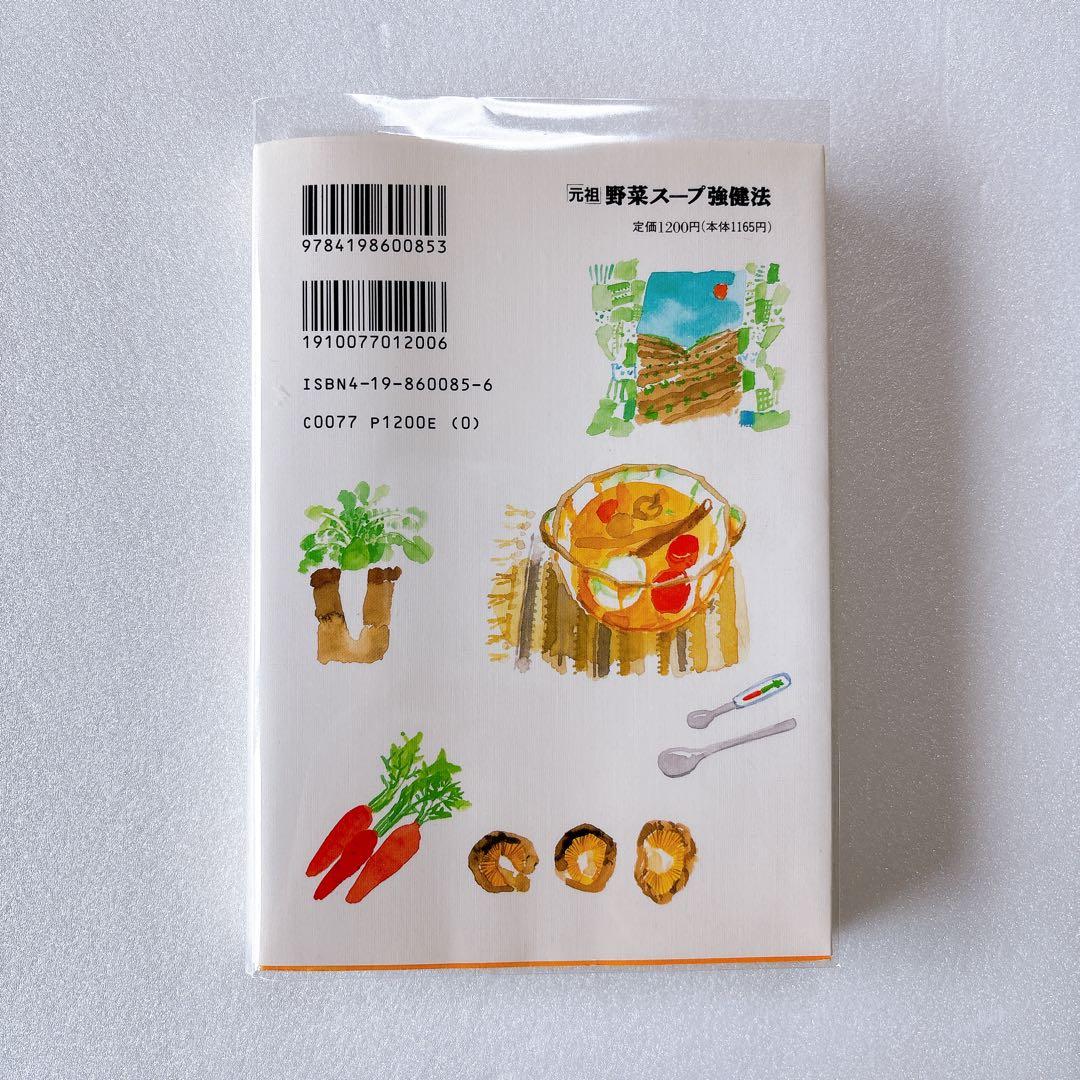 9784198600853
1910077012006
ISBN4-19-860085-6
C0077 P1200E (0)
[元祖]野菜スープ強健法
定価1200円(本体1165円)